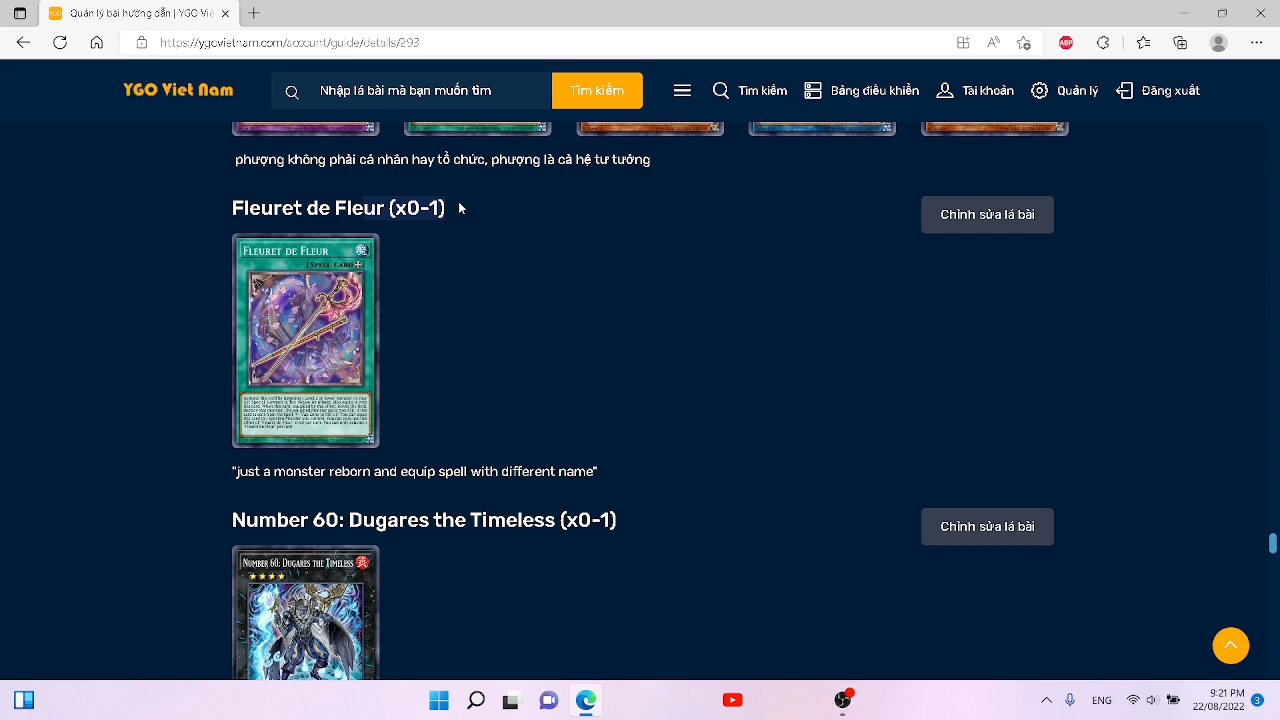 Quản lý bài hướng dẫn | YGO Vi
https://ygovietnam.com/account/guide/details/293
ABP
YGO Viet Nam
Nhập lá bài mà bạn muốn tìm
Tìm kiếm
Tìm kiếm
Bảng điều khiển
Tài khoản
Quản lý
Đăng xuất
phượng không phải cá nhân hay tổ chức, phượng là cả hệ tư tưởng
Fleuret de Fleur (x0-1)
Chỉnh sửa lá bài
FLEURET DE FLEUR
[SPELL CARD]
"just a monster reborn and equip spell with different name"
Number 60: Dugares the Timeless (x0-1)
Chỉnh sửa lá bài
NUMBER 60: DUGARES THE TIMELESS
ENG
9:21 PM
22/08/2022
3